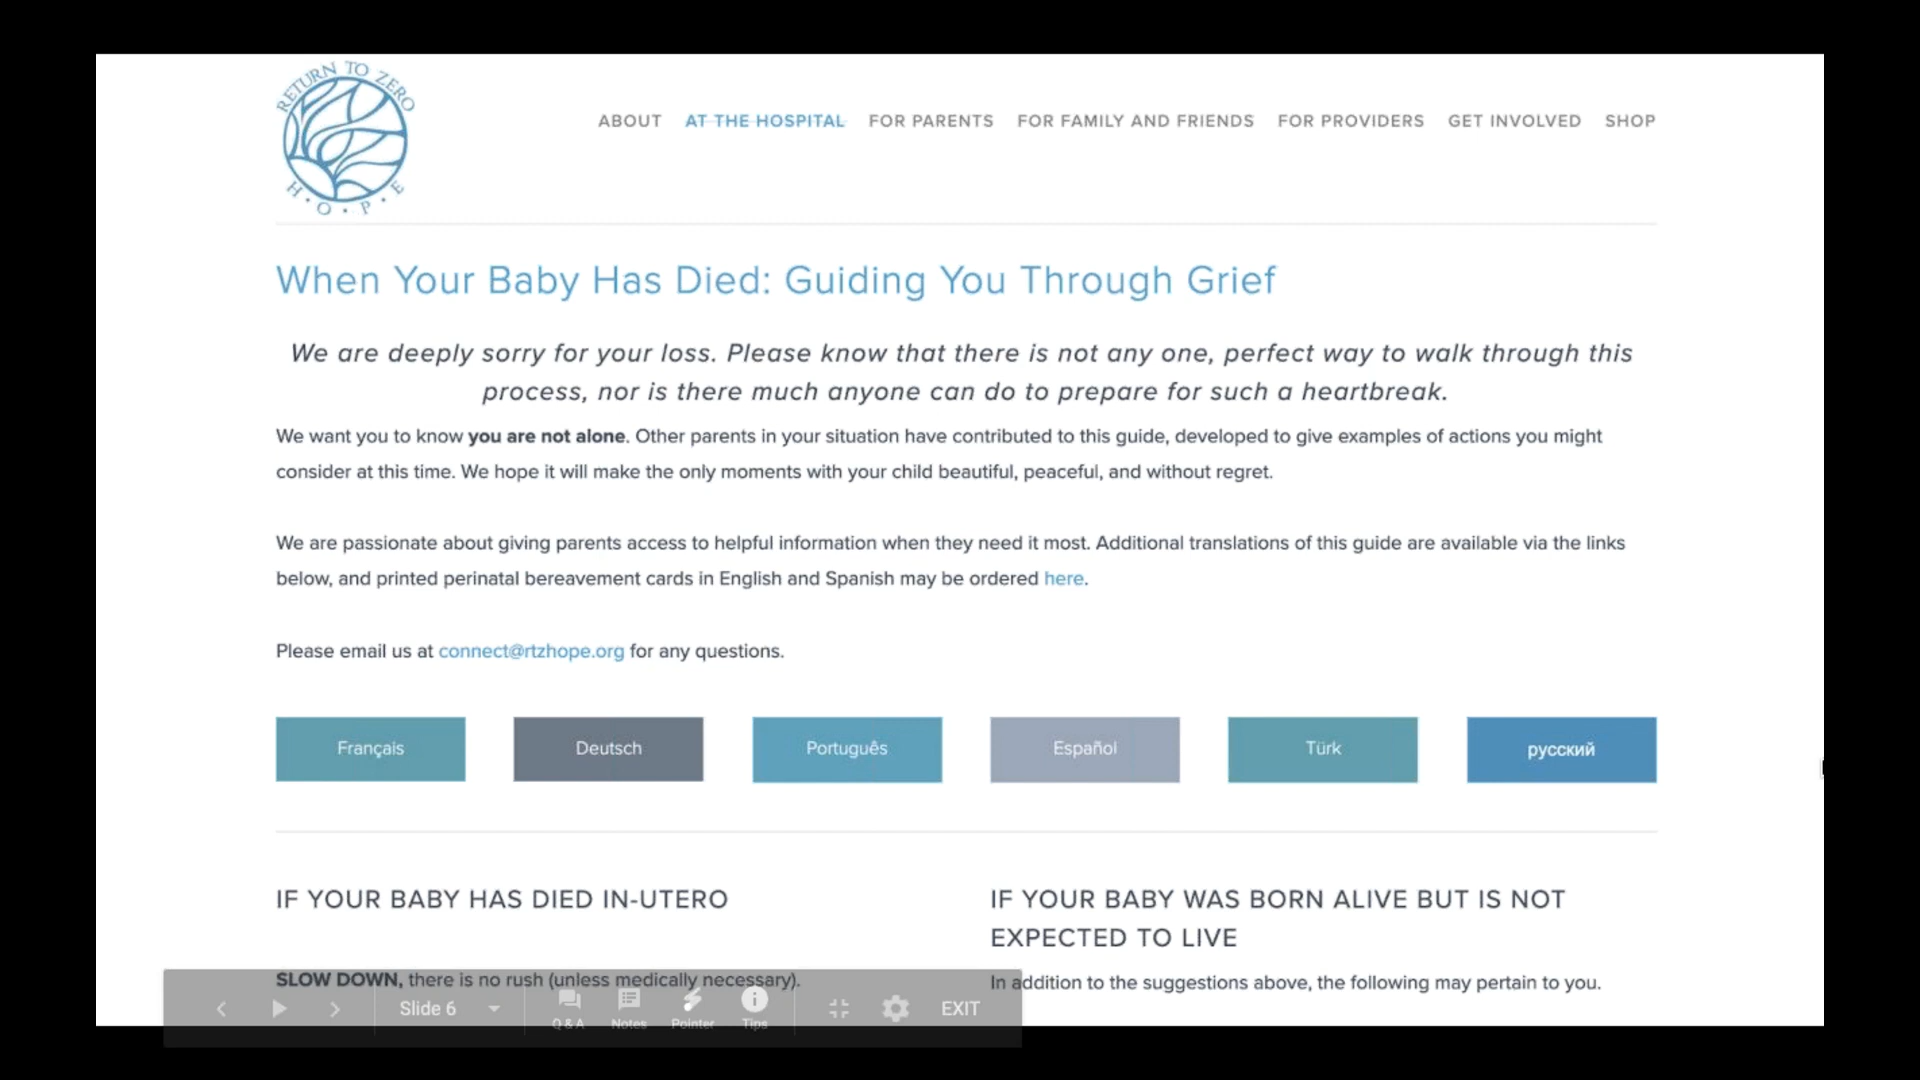 RETURN TO ZERO
H·O·P·E
ABOUT AT THE HOSPITAL FOR PARENTS FOR FAMILY AND FRIENDS FOR PROVIDERS GET INVOLVED SHOP
When Your Baby Has Died: Guiding You Through Grief
We are deeply sorry for your loss. Please know that there is not any one, perfect way to walk through this
process, nor is there much anyone can do to prepare for such a heartbreak.
We want you to know you are not alone. Other parents in your situation have contributed to this guide, developed to give examples of actions you might
consider at this time. We hope it will make the only moments with your child beautiful, peaceful, and without regret.
We are passionate about giving parents access to helpful information when they need it most. Additional translations of this guide are available via the links
below, and printed perinatal bereavement cards in English and Spanish may be ordered here.
Please email us at connect@rtzhope.org for any questions.
Français Deutsch Português Español Türk русский
IF YOUR BABY HAS DIED IN-UTERO
SLOW DOWN, there is no rush (unless medically necessary).
IF YOUR BABY WAS BORN ALIVE BUT IS NOT
EXPECTED TO LIVE
In addition to the suggestions above, the following may pertain to you.
Slide 6 Q & A Notes Pointer Tips EXIT